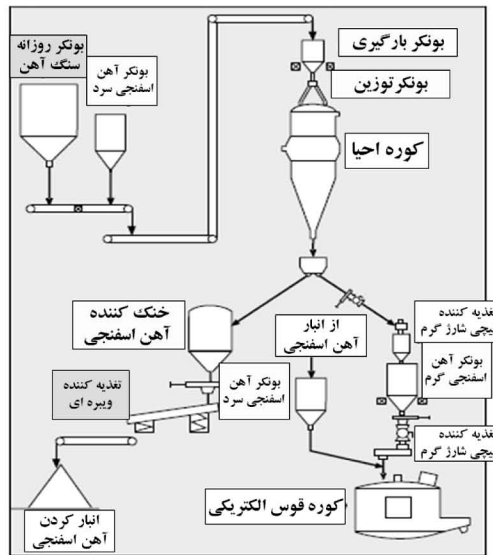 بونکر روزانه
سنگ آهن
بونکر آهن
اسفنجی سرد
بونکر بارگیری
بونکر توزین
کوره احیا
خنک کننده
آهن اسفنجی
از انبار
آهن اسفنجی
تغذیه کننده
پیچی شارژ گرم
بونکر آهن
اسفنجی گرم
تغذیه کننده
ویبره ای
بونکر آهن
اسفنجی سرد
تغذیه کننده
پیچی شارژ گرم
انبار کردن
آهن اسفنجی
کوره قوس الکتریکی